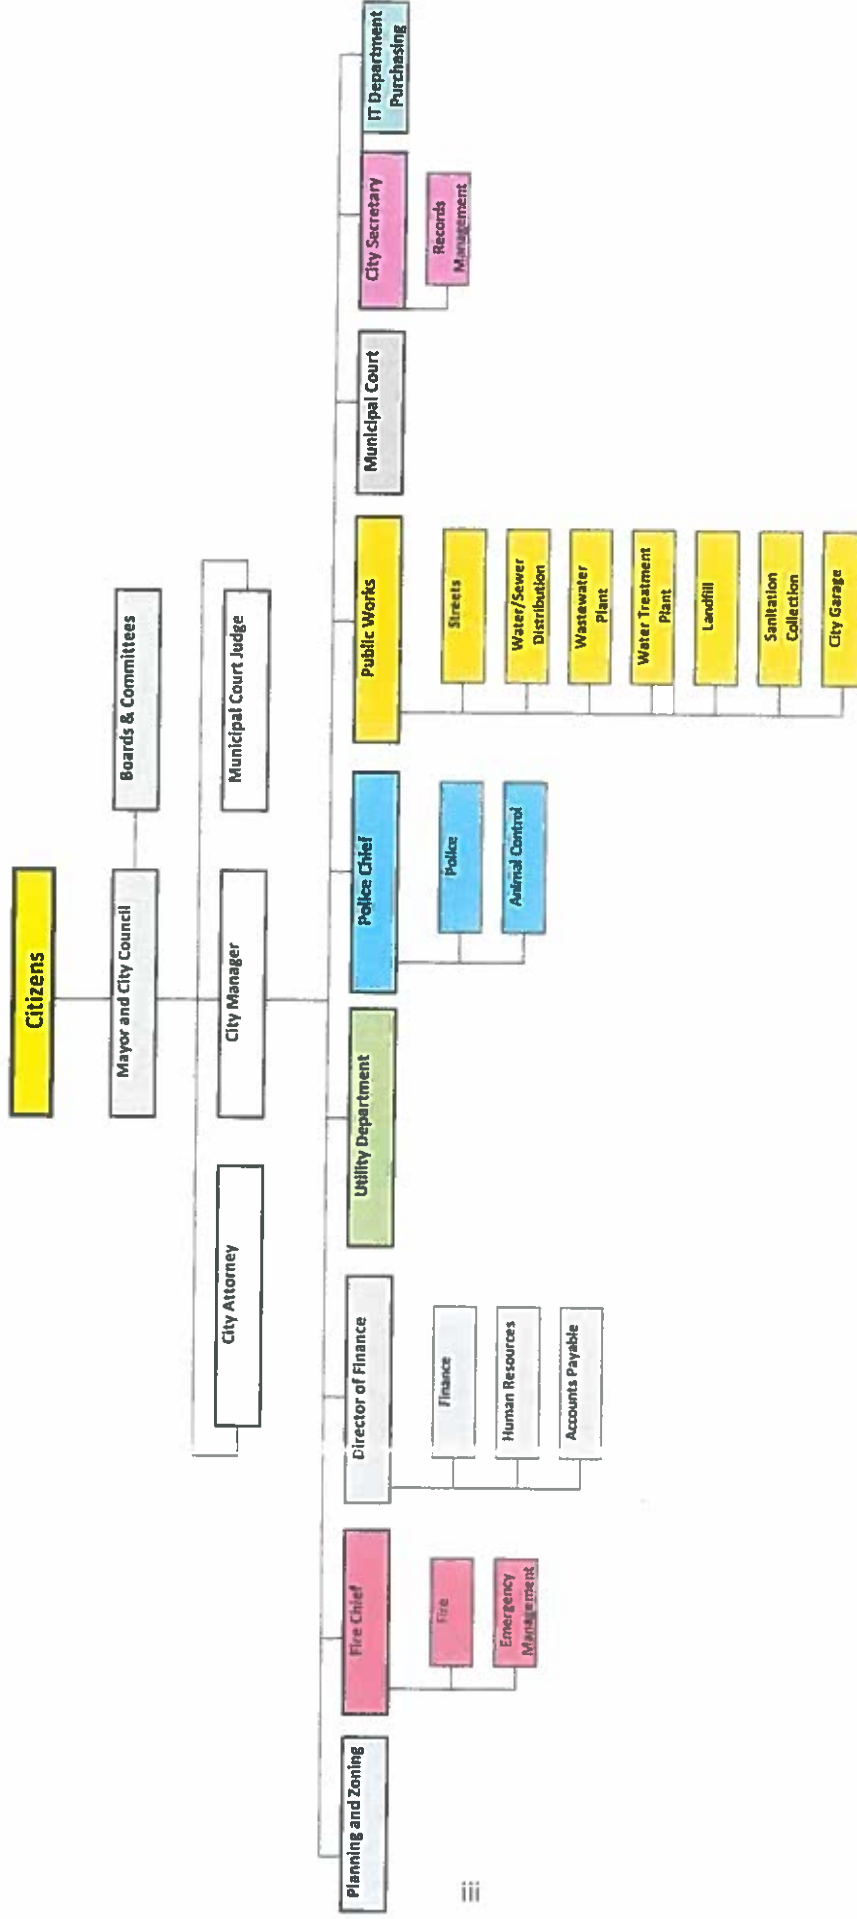 Citizens
Mayor and City Council
Boards & Committees
City Attorney
City Manager
Municipal Court Judge
Planning and Zoning
Fire Chief
Fire
Emergency
Management
Director of Finance
Finance
Human Resources
Accounts Payable
Utility Department
Police Chief
Police
Animal Control
Public Works
Streets
Water/Sewer
Distribution
Wastewater
Plant
Water Treatment
Plant
Landfill
Sanitation
Collection
City Garage
Municipal Court
City Secretary
Records
Management
IT Department
Purchasing
iii